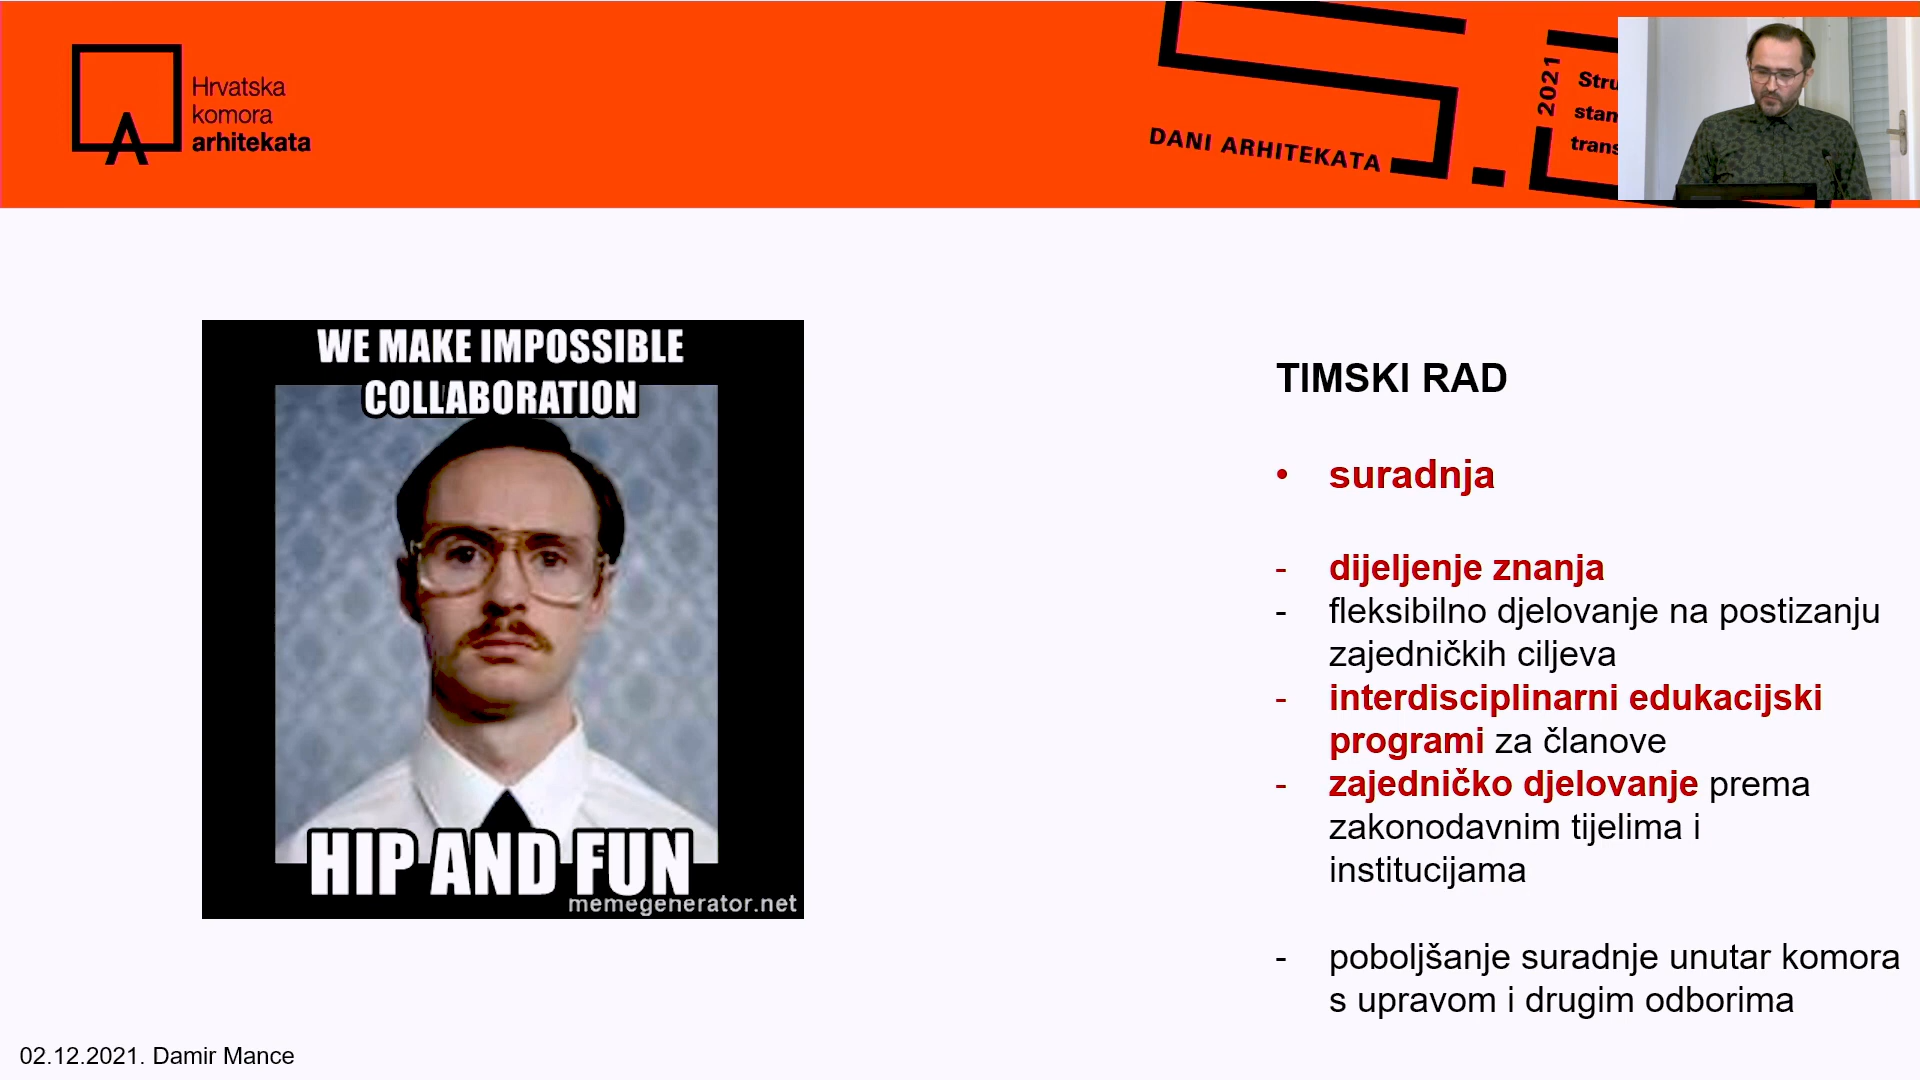 Hrvatska
komora
arhitekata
DANI ARHITEKATA
2021
WE MAKE IMPOSSIBLE
COLLABORATION
HIP AND FUN
memegenerator.net
TIMSKI RAD
• suradnja
- dijeljenje znanja
- fleksibilno djelovanje na postizanju
zajedničkih ciljeva
- interdisciplinarni edukacijski
programi za članove
- zajedničko djelovanje prema
zakonodavnim tijelima i
institucijama
- poboljšanje suradnje unutar komora
s upravom i drugim odborima
02.12.2021. Damir Mance